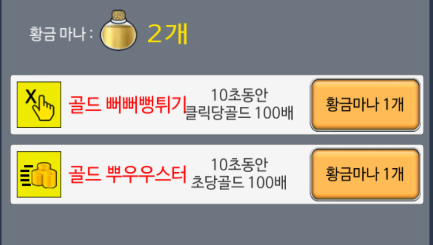 황금 마나 : 2개
X
골드 뻐뻐뻥튀기
10초동안
클릭당골드 100배
황금마나 1개
골드 뿌우우스터
10초동안
초당골드 100배
황금마나 1개